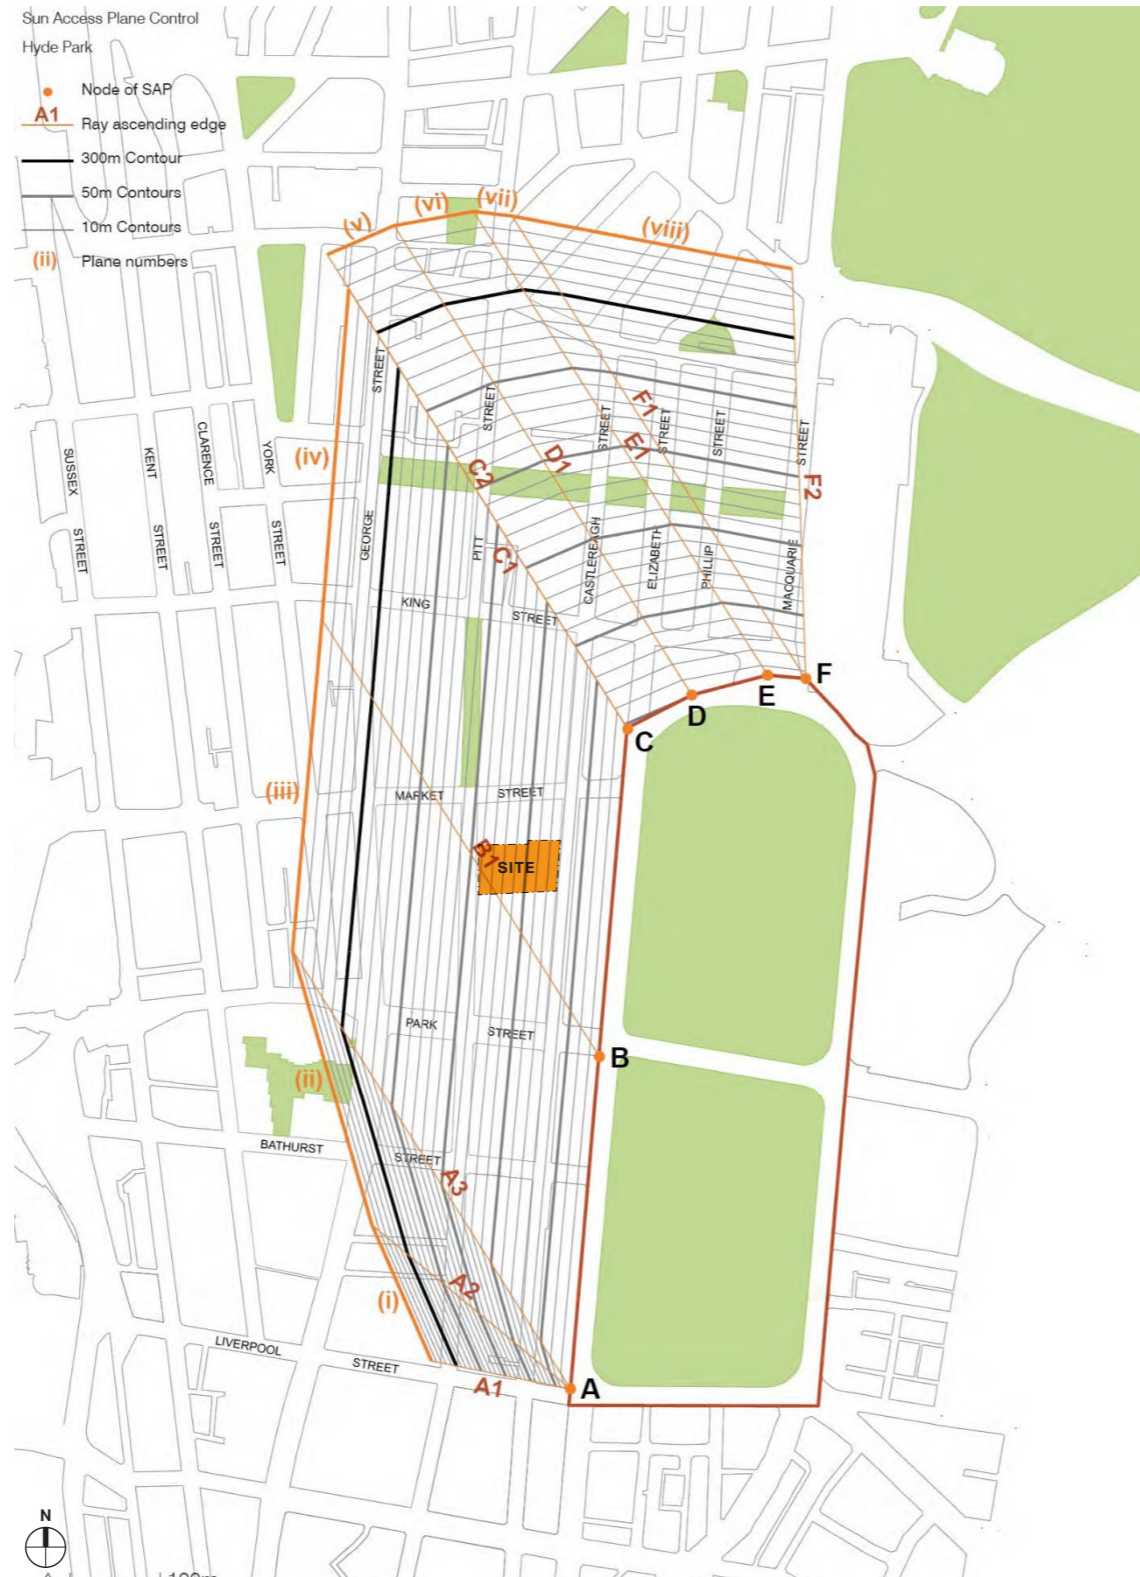 Sun Access Plane Control
Hyde Park
Node of SAP
A1
Ray ascending edge
300m Contour
50m Contours
10m Contours
(ii)
Plane numbers
(v)
(vi)
(vii)
(viii)
STREET
STREET
STREET
STREET
STREET
STREET
F1
E1
D1
C2
F2
(iv)
SUSSEX
STREET
KENT
STREET
CLARENCE
STREET
YORK
STREET
GEORGE
PITT
C1
CASTLEREAGH
ELIZABETH
PHILLIP
MACQUARIE
KING
STREET
F
E
D
C
(iii)
MARKET
STREET
B1
SITE
PARK
STREET
B
(ii)
BATHURST
STREET
A3
A2
(i)
LIVERPOOL
STREET
A1
A
N